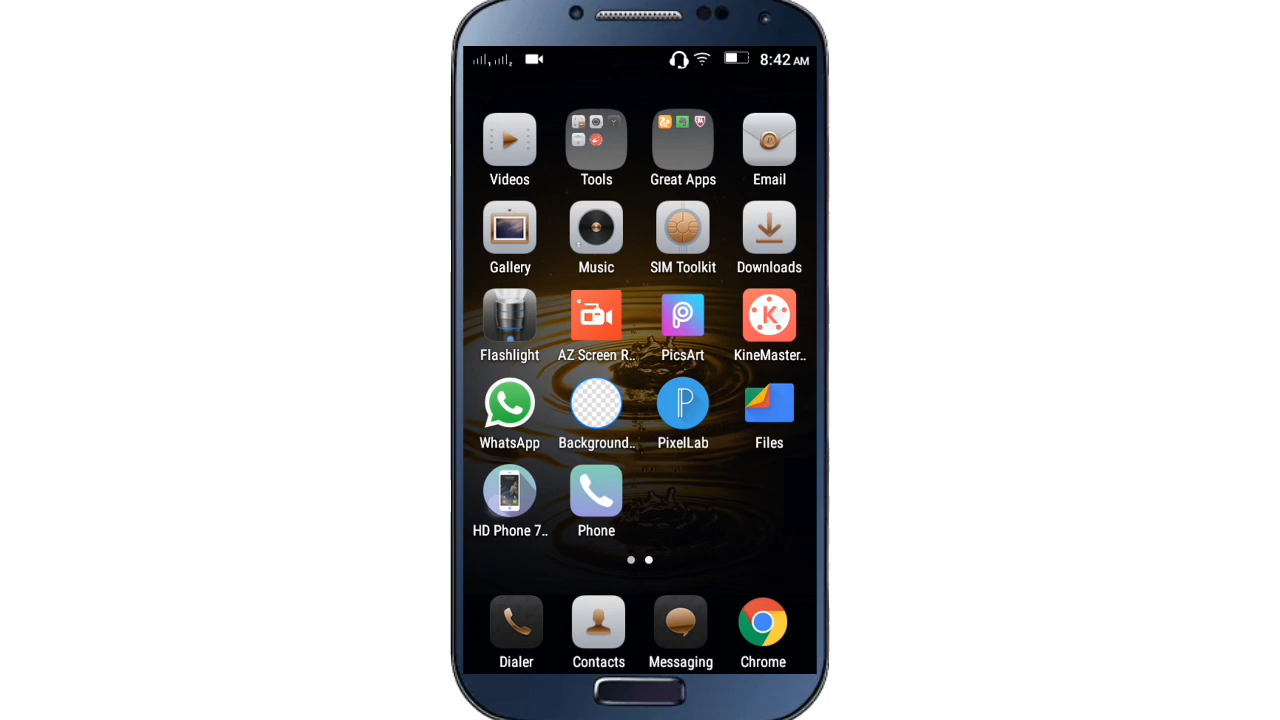 8:42 AM
Videos Tools Great Apps Email
Gallery Music SIM Toolkit Downloads
Flashlight AZ Screen R.. PicsArt KineMaster..
WhatsApp Background.. PixelLab Files
HD Phone 7.. Phone
Dialer Contacts Messaging Chrome